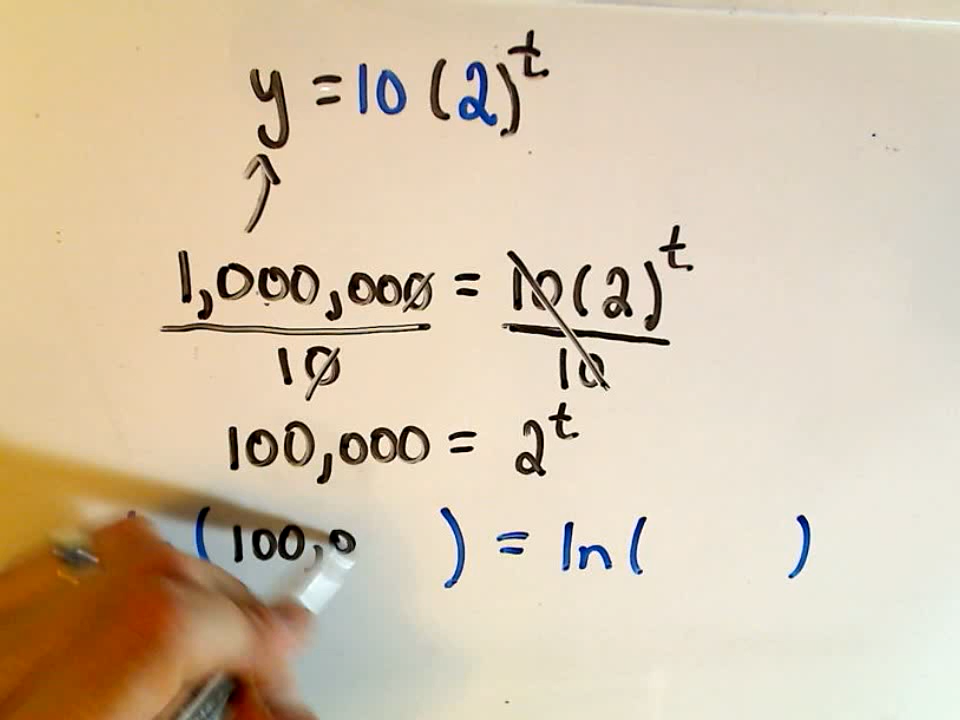 y = 10 (2)^t
1,000,000 = 10(2)^t
10 10
100,000 = 2^t
(100,0 ) = ln( )